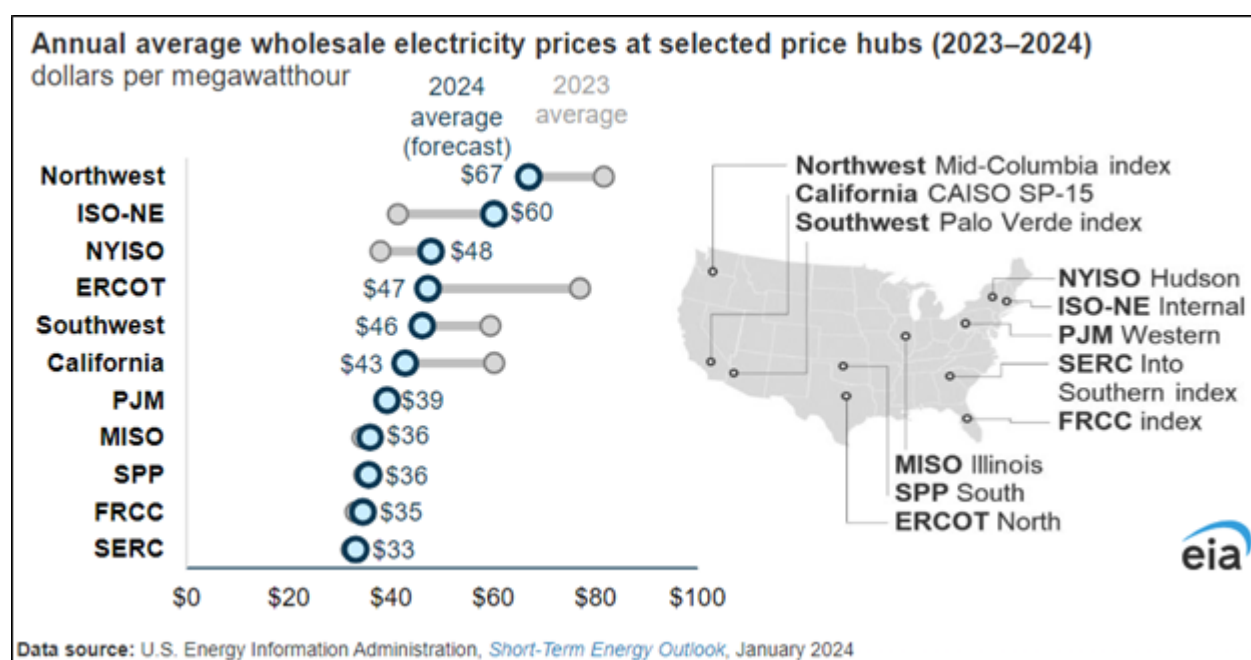 Annual average wholesale electricity prices at selected price hubs (2023–2024)
dollars per megawatthour
2024
average
(forecast)
2023
average
Northwest
$67
ISO-NE
$60
NYISO
$48
ERCOT
$47
Southwest
$46
California
$43
PJM
$39
MISO
$36
SPP
$36
FRCC
$35
SERC
$33
$0
$20
$40
$60
$80
$100
Northwest Mid-Columbia index
California CAISO SP-15
Southwest Palo Verde index
NYISO Hudson
ISO-NE Internal
PJM Western
SERC Into
Southern index
FRCC index
MISO Illinois
SPP South
ERCOT North
eia
Data source: U.S. Energy Information Administration, Short-Term Energy Outlook, January 2024